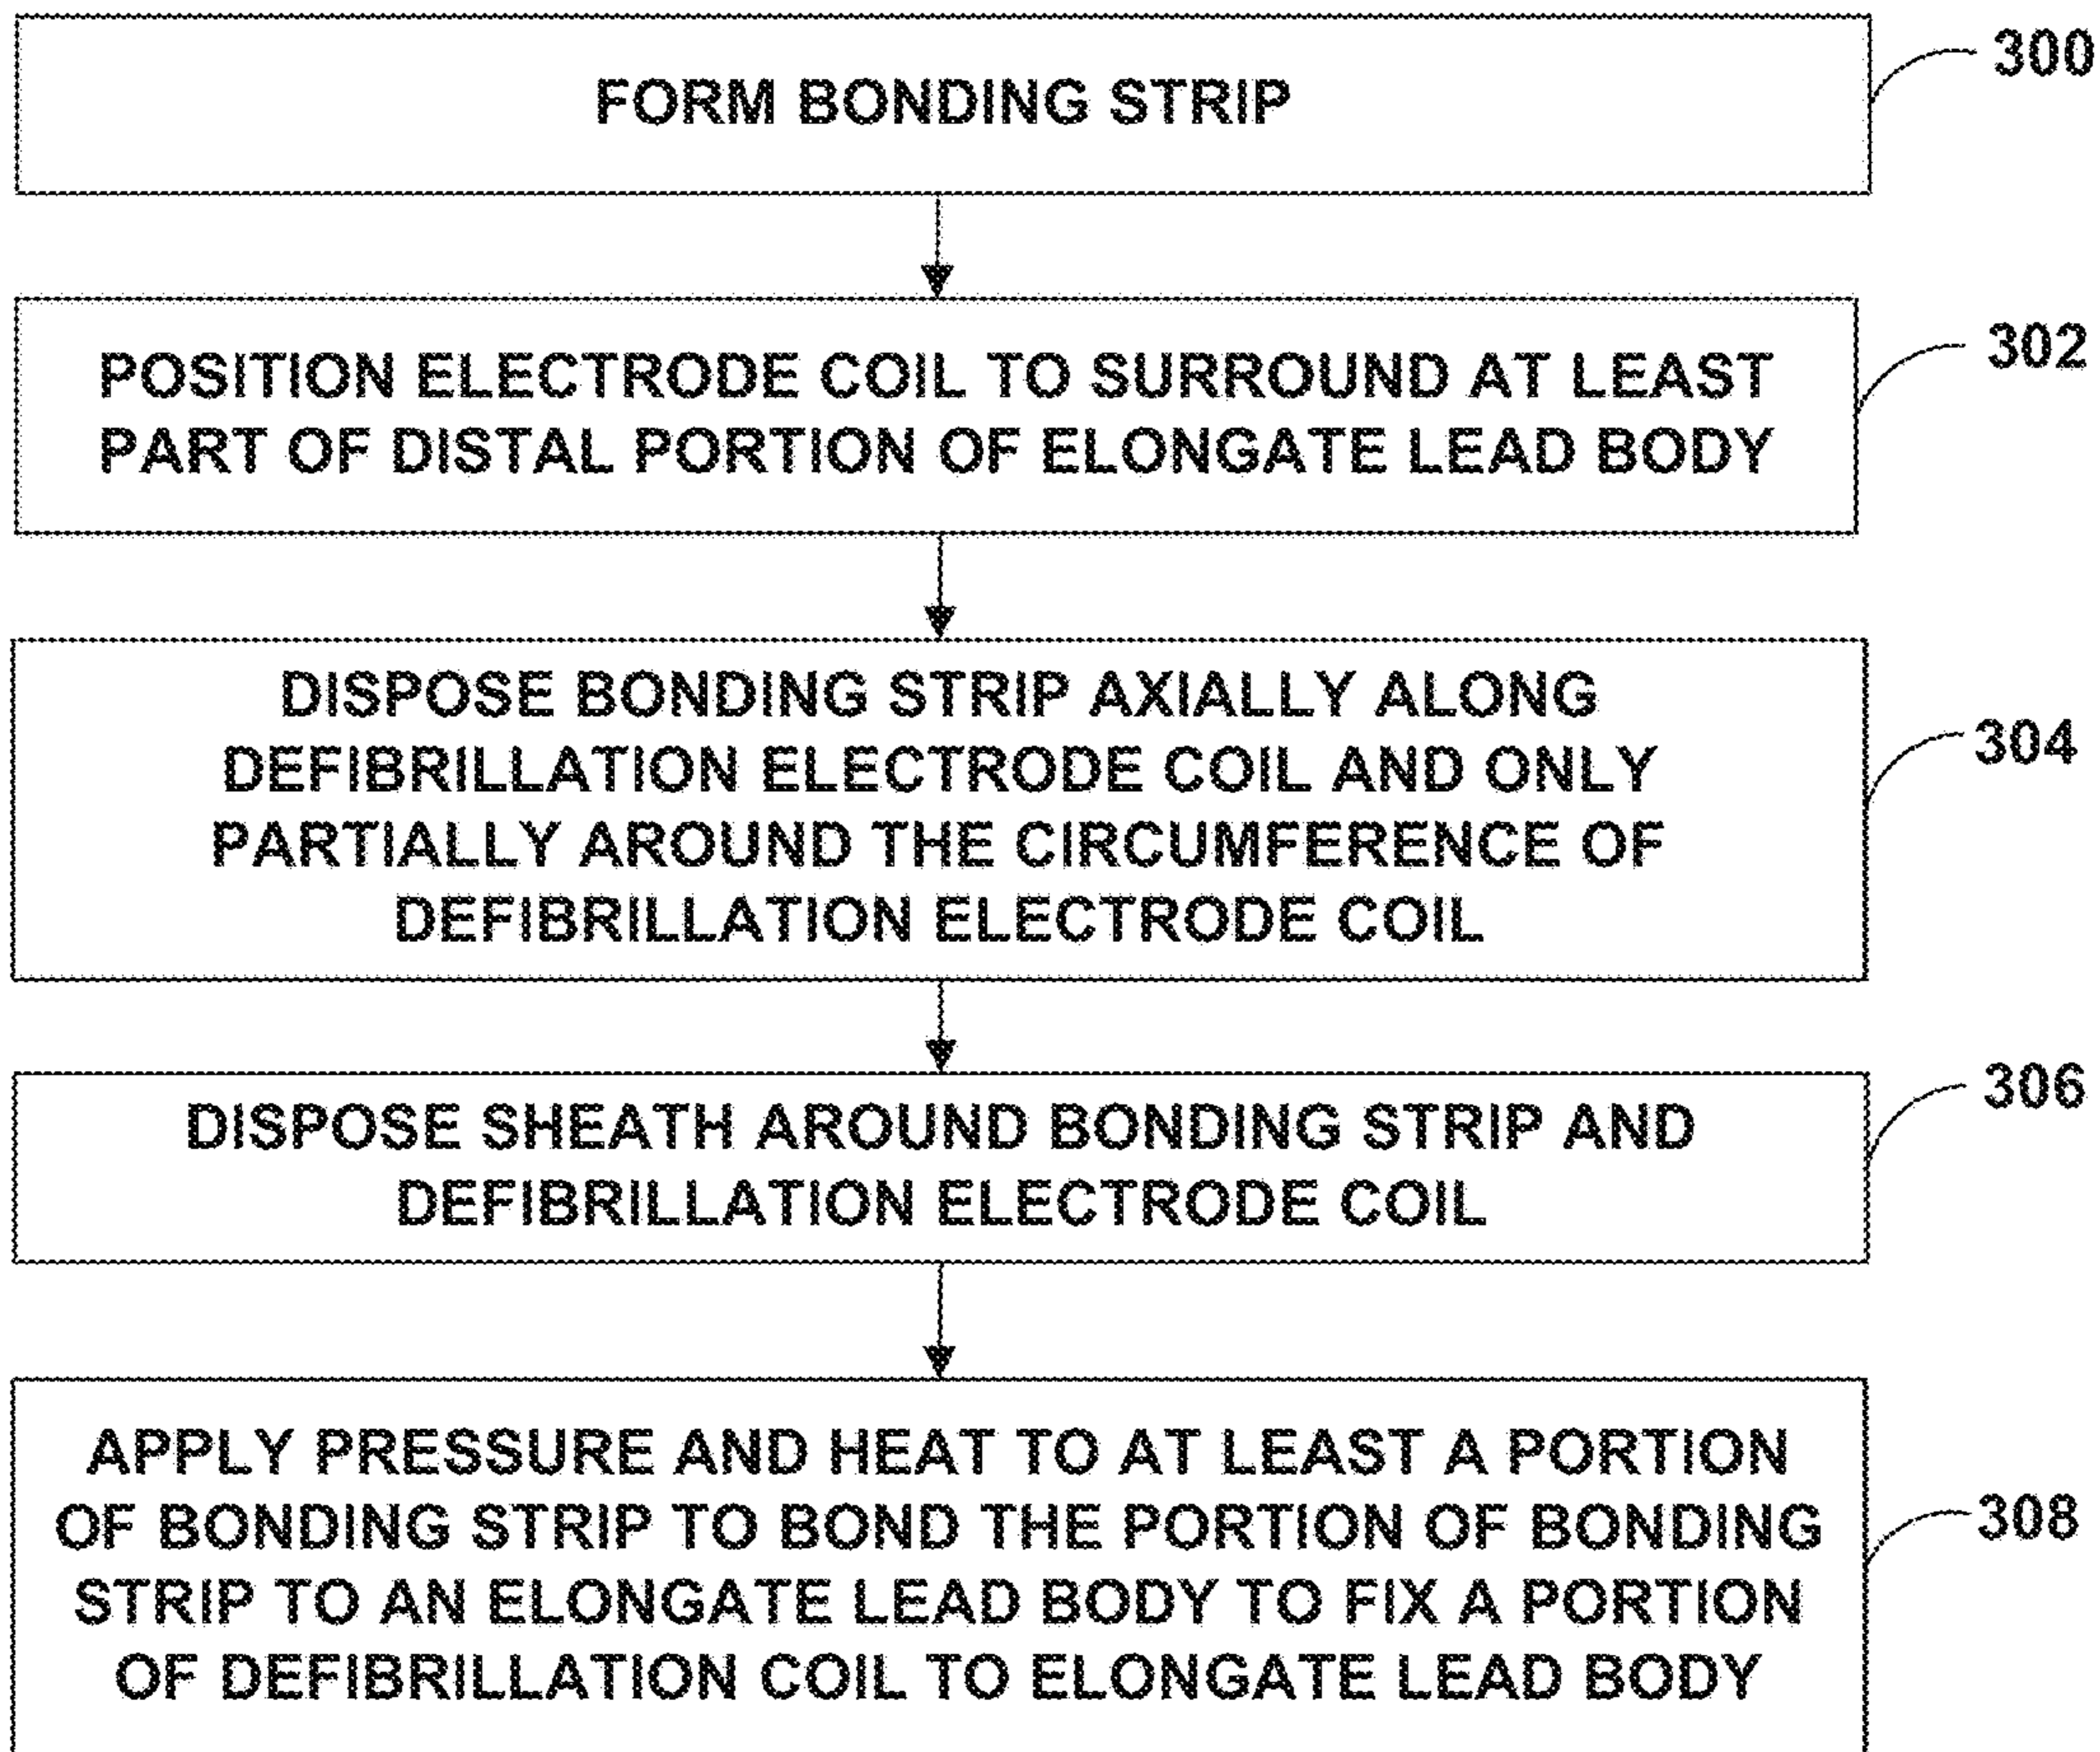 FORM BONDING STRIP
300
POSITION ELECTRODE COIL TO SURROUND AT LEAST
PART OF DISTAL PORTION OF ELONGATE LEAD BODY
302
DISPOSE BONDING STRIP AXIALLY ALONG
DEFIBRILLATION ELECTRODE COIL AND ONLY
PARTIALLY AROUND THE CIRCUMFERENCE OF
DEFIBRILLATION ELECTRODE COIL
304
DISPOSE SHEATH AROUND BONDING STRIP AND
DEFIBRILLATION ELECTRODE COIL
306
APPLY PRESSURE AND HEAT TO AT LEAST A PORTION
OF BONDING STRIP TO BOND THE PORTION OF BONDING
STRIP TO AN ELONGATE LEAD BODY TO FIX A PORTION
OF DEFIBRILLATION COIL TO ELONGATE LEAD BODY
308